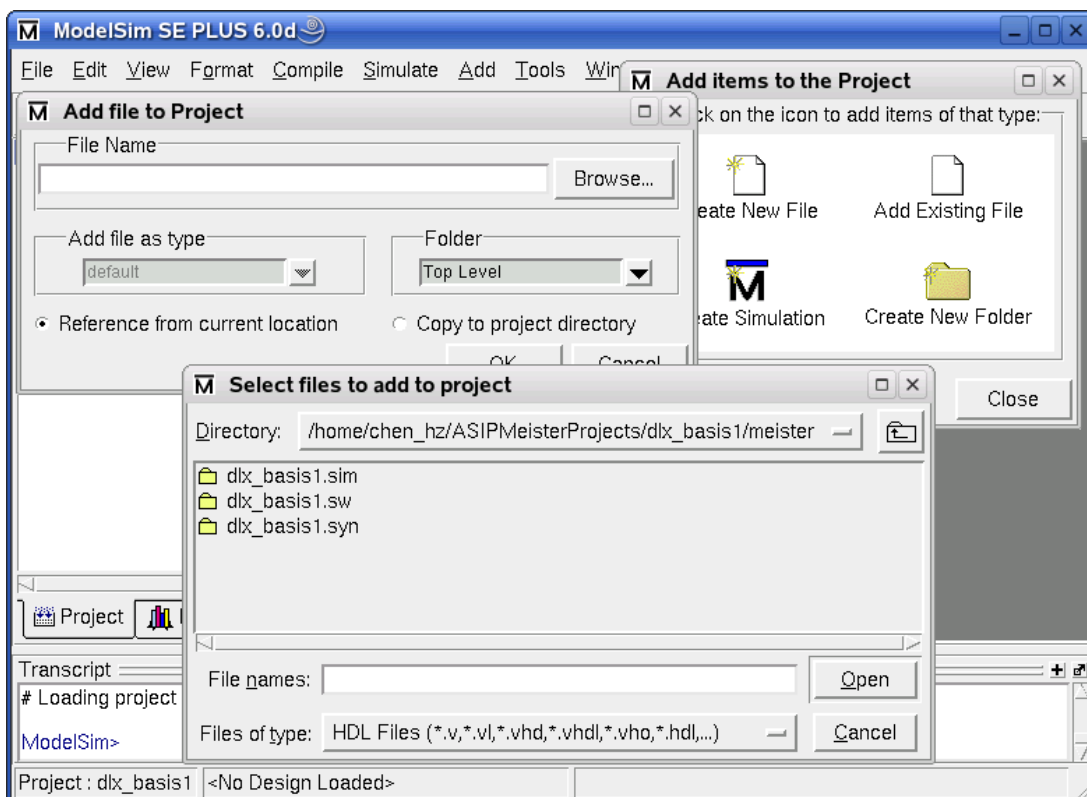 ModelSim SE PLUS 6.0d
File Edit View Format Compile Simulate Add Tools
Add items to the Project
on the icon to add items of that type:
Create New File
Add Existing File
Create Simulation
Create New Folder
Close
Add file to Project
File Name
Browse...
Add file as type
default
Folder
Top Level
Reference from current location
Copy to project directory
OK
Cancel
Select files to add to project
Directory: /home/chen_hz/ASIPMeisterProjects/dlx_basis1/meister
dlx_basis1.sim
dlx_basis1.sw
dlx_basis1.syn
File names:
Open
Files of type: HDL Files (*.v,*.vl,*.vhd,*.vhdl,*.vho,*.hdl,...)
Cancel
Project
Transcript
# Loading project
ModelSim>
Project : dlx_basis1 <No Design Loaded>